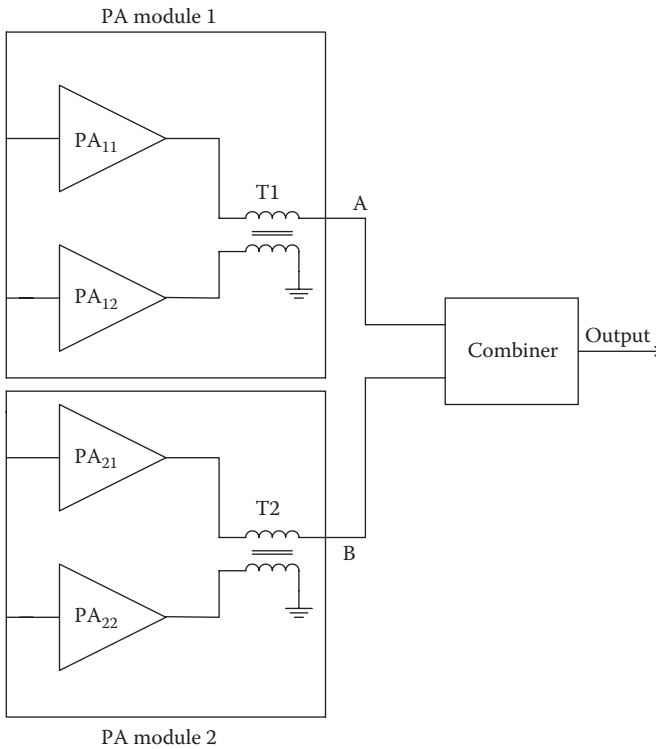 PA module 1
PA₁₁
T1
A
PA₁₂
Combiner
Output
PA₂₁
T2
B
PA₂₂
PA module 2